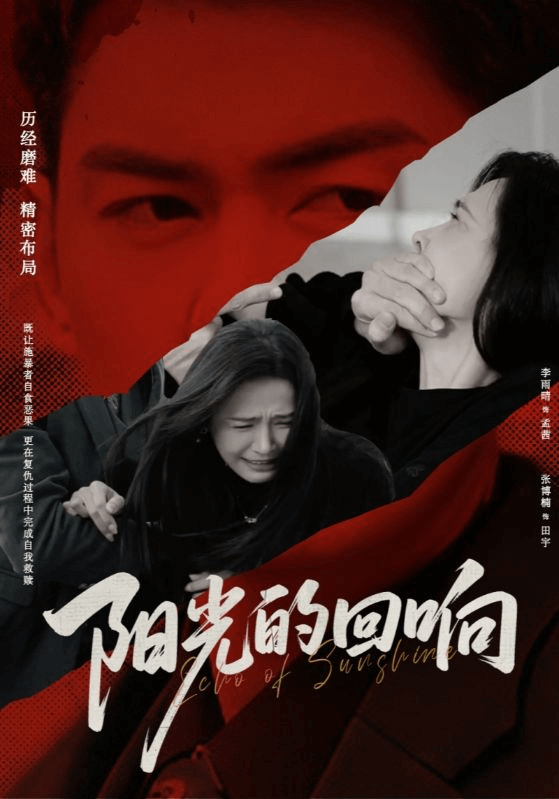 历经磨难 精密布局
既让施暴者自食恶果 更在复仇过程中完成自我救赎
李雨晴 饰 孟茜
张博楠 饰 田宇
阳光的回响
Echo of Sunshine